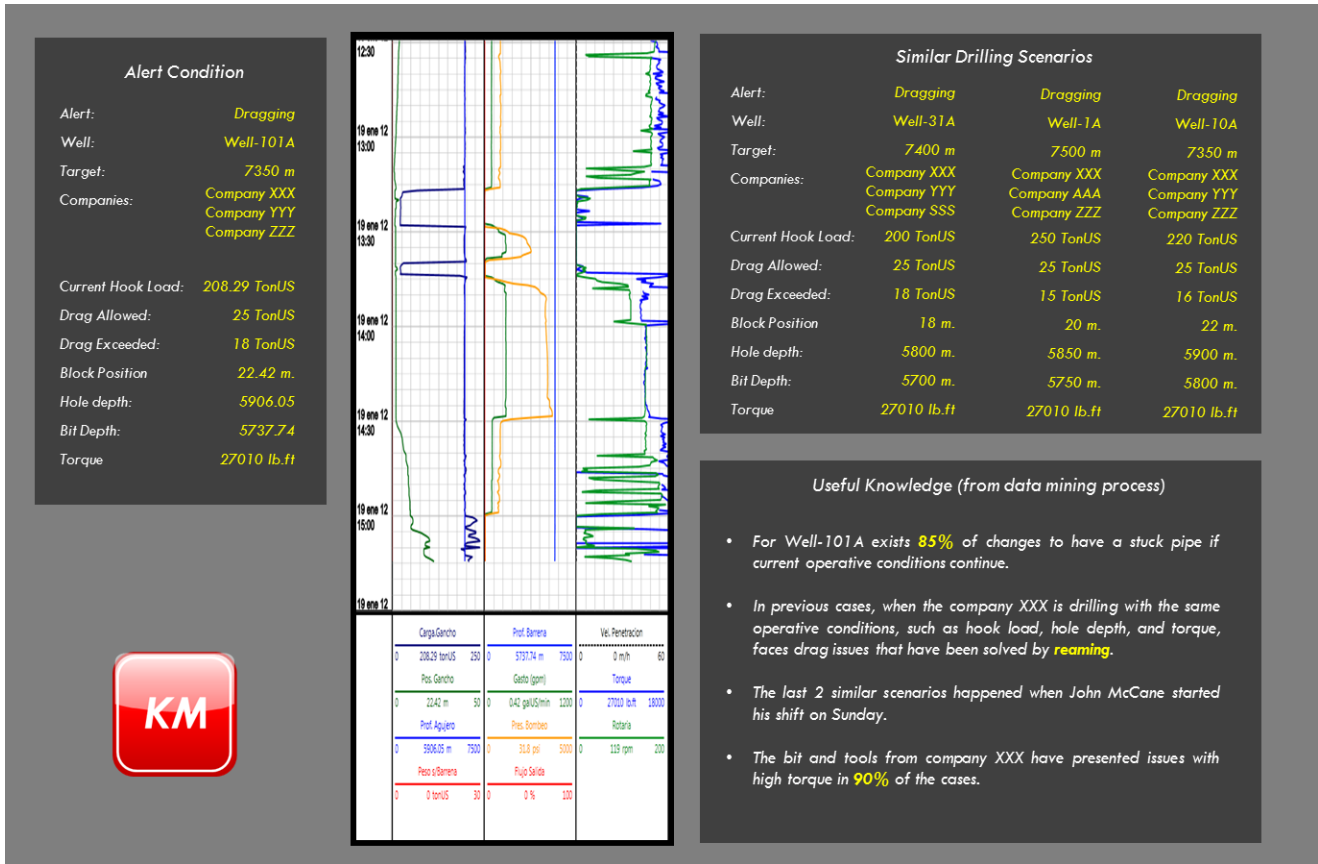 Alert Condition
Alert: Dragging
Well: Well-101A
Target: 7350 m
Companies: Company XXX
Company YYY
Company ZZZ
Current Hook Load: 208.29 TonUS
Drag Allowed: 25 TonUS
Drag Exceeded: 18 TonUS
Block Position 22.42 m.
Hole depth: 5906.05
Bit Depth: 5737.74
Torque 27010 lb.ft
KM
12:30
19 ene 12
13:00
19 ene 12
13:30
19 ene 12
14:00
19 ene 12
14:30
19 ene 12
15:00
19 ene 12
Carga.Gancho Prof. Barrena Vel. Penetracion
0 208.29 tonUS 250 0 5737.74 m 7500 0 0 m/h 60
Pos. Gancho Gasto (gpm) Torque
0 22.42 m 50 0 0.42 galUS/min 1200 0 27010 lb.ft 18000
Prof. Agujero Pres. Bombeo Rotaria
0 5906.05 m 7500 0 31.8 psi 5000 0 113 rpm 200
Peso s/Barrena Flujo Salida
0 0 tonUS 30 0 0 % 100
Similar Drilling Scenarios
Alert: Dragging Dragging Dragging
Well: Well-31A Well-1A Well-10A
Target: 7400 m 7500 m 7350 m
Companies: Company XXX Company XXX Company XXX
Company YYY Company AAA Company YYY
Company SSS Company ZZZ Company ZZZ
Current Hook Load: 200 TonUS 250 TonUS 220 TonUS
Drag Allowed: 25 TonUS 25 TonUS 25 TonUS
Drag Exceeded: 18 TonUS 15 TonUS 16 TonUS
Block Position 18 m. 20 m. 22 m.
Hole depth: 5800 m. 5850 m. 5900 m.
Bit Depth: 5700 m. 5750 m. 5800 m.
Torque 27010 lb.ft 27010 lb.ft 27010 lb.ft
Useful Knowledge (from data mining process)
• For Well-101A exists 85% of changes to have a stuck pipe if
current operative conditions continue.
• In previous cases, when the company XXX is drilling with the same
operative conditions, such as hook load, hole depth, and torque,
faces drag issues that have been solved by reaming.
• The last 2 similar scenarios happened when John McCane started
his shift on Sunday.
• The bit and tools from company XXX have presented issues with
high torque in 90% of the cases.